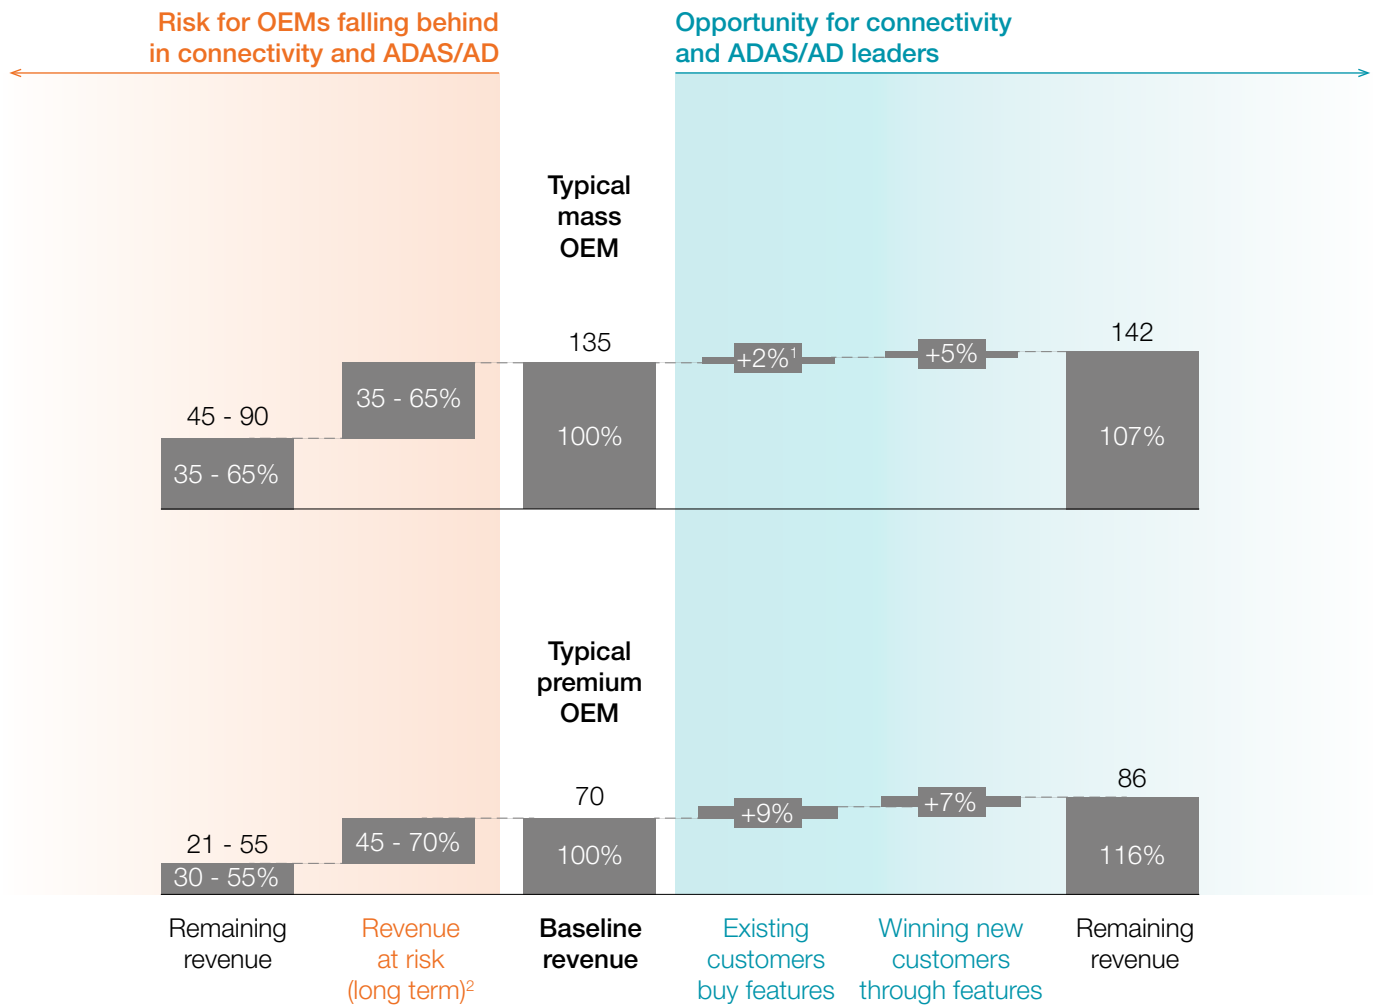 Risk for OEMs falling behind
in connectivity and ADAS/AD
Opportunity for connectivity
and ADAS/AD leaders
Typical
mass
OEM
45 - 90
35 - 65%
35 - 65%
135
100%
+2%¹
+5%
142
107%
Typical
premium
OEM
21 - 55
30 - 55%
45 - 70%
70
100%
+9%
+7%
86
116%
Remaining
revenue
Revenue
at risk
(long term)²
Baseline
revenue
Existing
customers
buy features
Winning new
customers
through features
Remaining
revenue